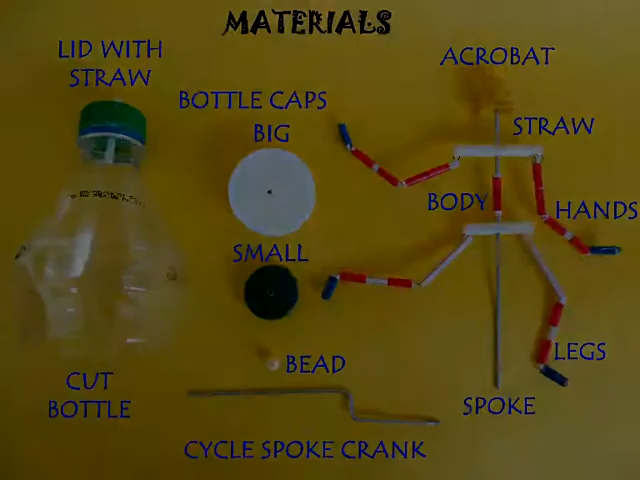 MATERIALS
LID WITH
STRAW
ACROBAT
BOTTLE CAPS
BIG
STRAW
BODY
HANDS
SMALL
BEAD
LEGS
CUT
BOTTLE
SPOKE
CYCLE SPOKE CRANK